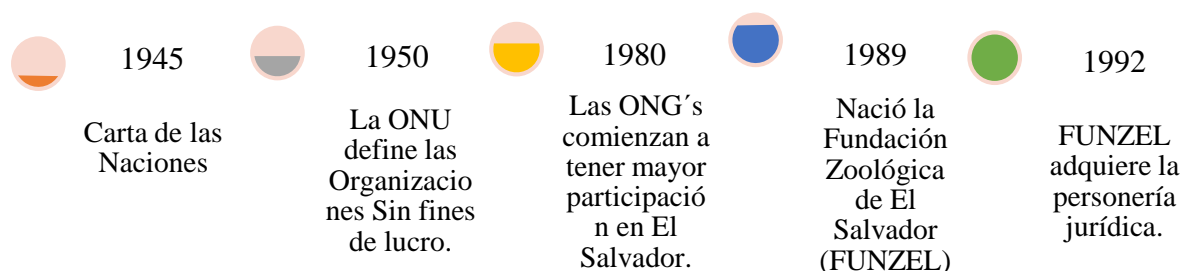 1945
Carta de las
Naciones
1950
La ONU
define las
Organizacio
nes Sin fines
de lucro.
1980
Las ONG´s
comienzan a
tener mayor
participació
n en El
Salvador.
1989
Nació la
Fundación
Zoológica
de El
Salvador
(FUNZEL)
1992
FUNZEL
adquiere la
personería
jurídica.